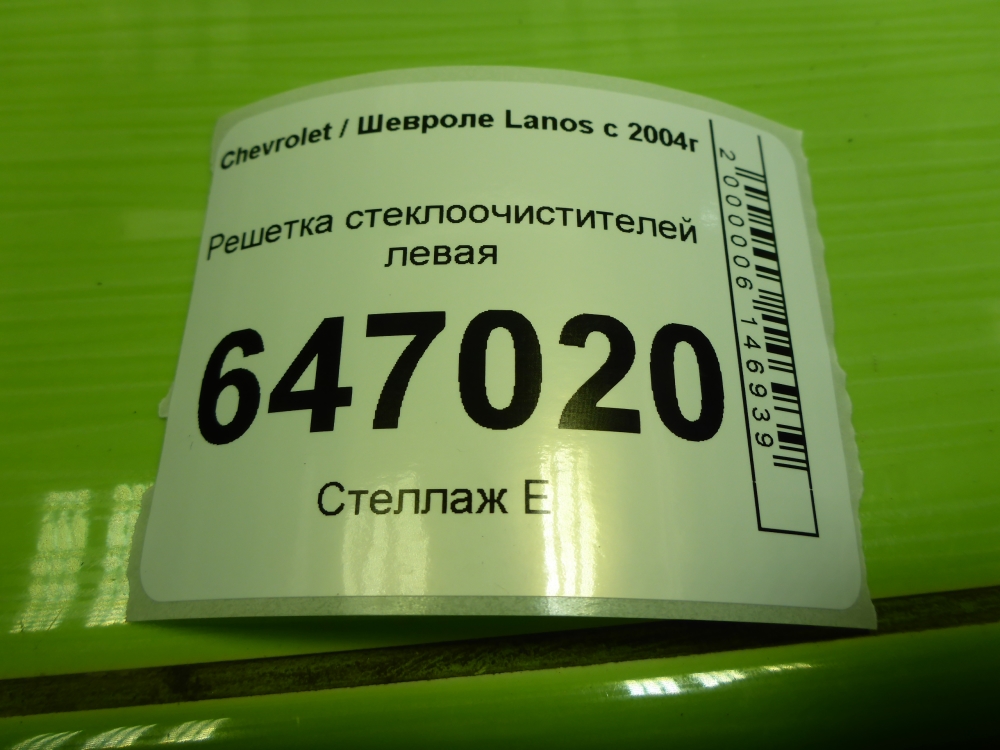 Chevrolet / Шевроле Lanos с 2004г
Решетка стеклоочистителей
левая
647020
Стеллаж Е
2000006146939